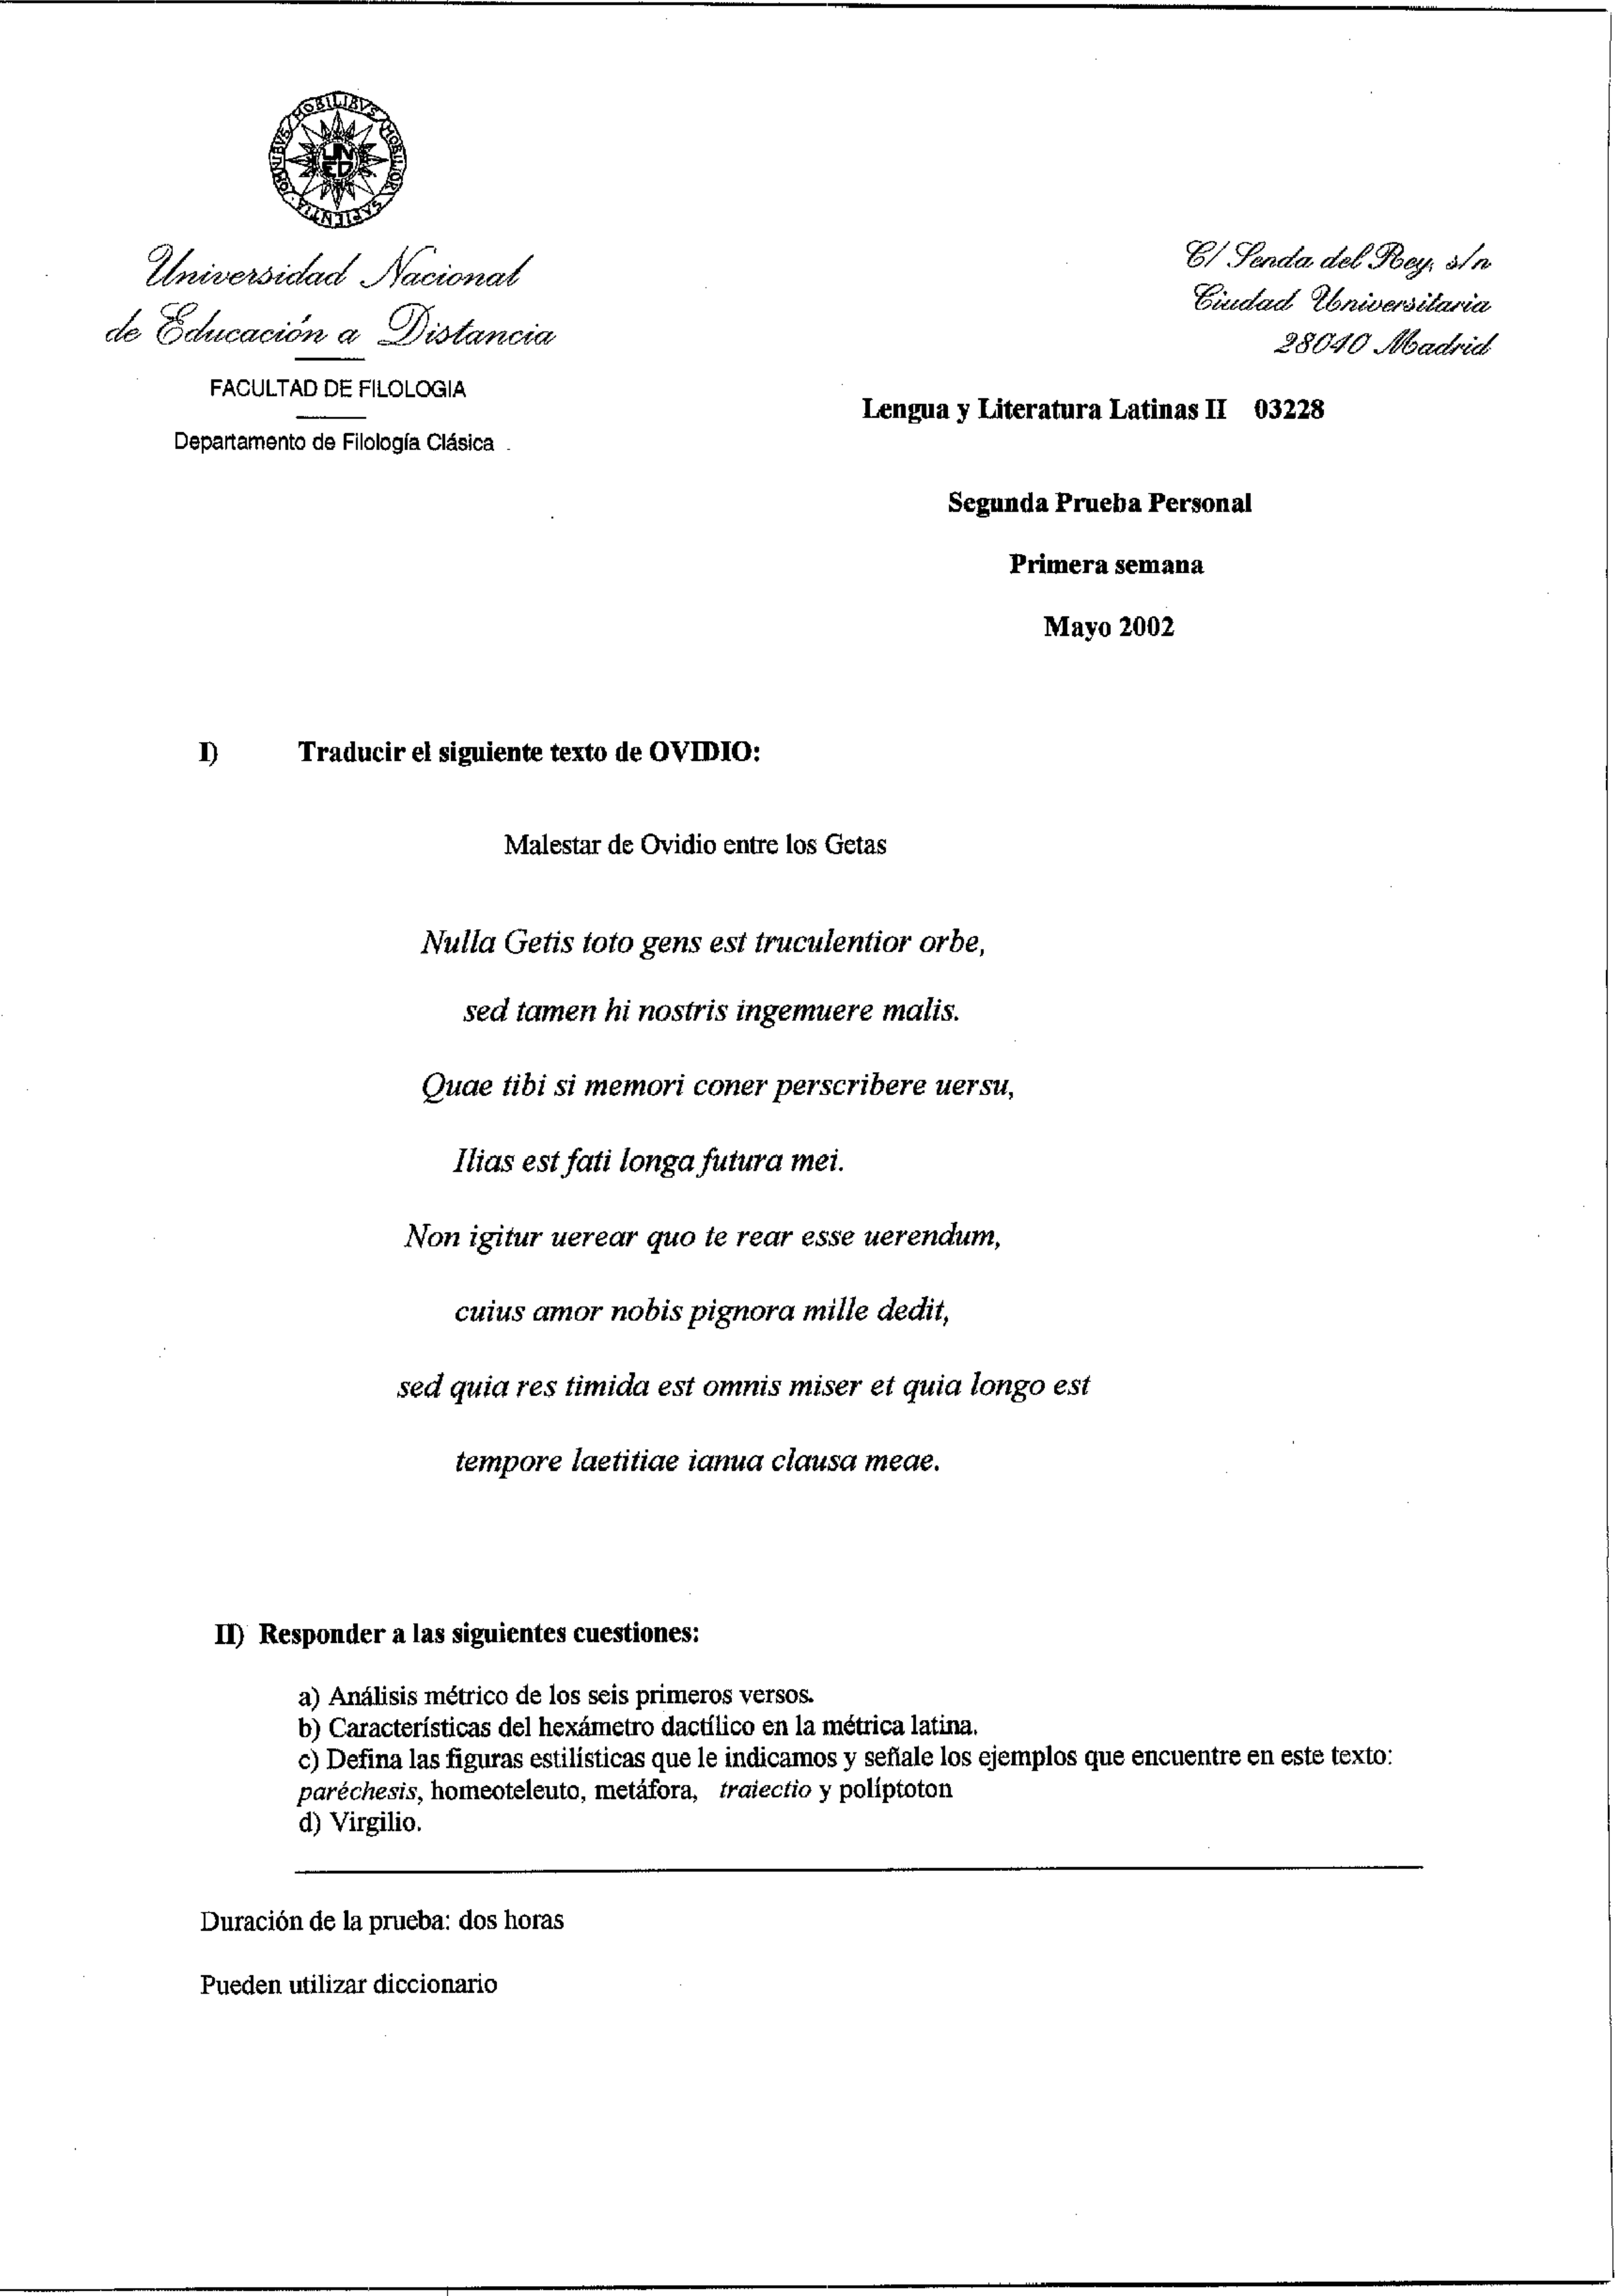 OMNIBVS MOBILIBVS MOBILIOR SAPIENTIA
UN
ED
Universidad Nacional
de Educación a Distancia
FACULTAD DE FILOLOGIA
Departamento de Filología Clásica
C/ Senda del Rey, s/n
Ciudad Universitaria
28040 Madrid
Lengua y Literatura Latinas II 03228
Segunda Prueba Personal
Primera semana
Mayo 2002
I) Traducir el siguiente texto de OVIDIO:
Malestar de Ovidio entre los Getas
Nulla Getis toto gens est truculentior orbe,
sed tamen hi nostris ingemuere malis.
Quae tibi si memori coner perscribere uersu,
Ilias est fati longa futura mei.
Non igitur uerear quo te rear esse uerendum,
cuius amor nobis pignora mille dedit,
sed quia res timida est omnis miser et quia longo est
tempore laetitiae ianua clausa meae.
II) Responder a las siguientes cuestiones:
a) Análisis métrico de los seis primeros versos.
b) Características del hexámetro dactílico en la métrica latina.
c) Defina las figuras estilísticas que le indicamos y señale los ejemplos que encuentre en este texto:
paréchesis, homeoteleuto, metáfora, traiectio y políptoton
d) Virgilio.
Duración de la prueba: dos horas
Pueden utilizar diccionario